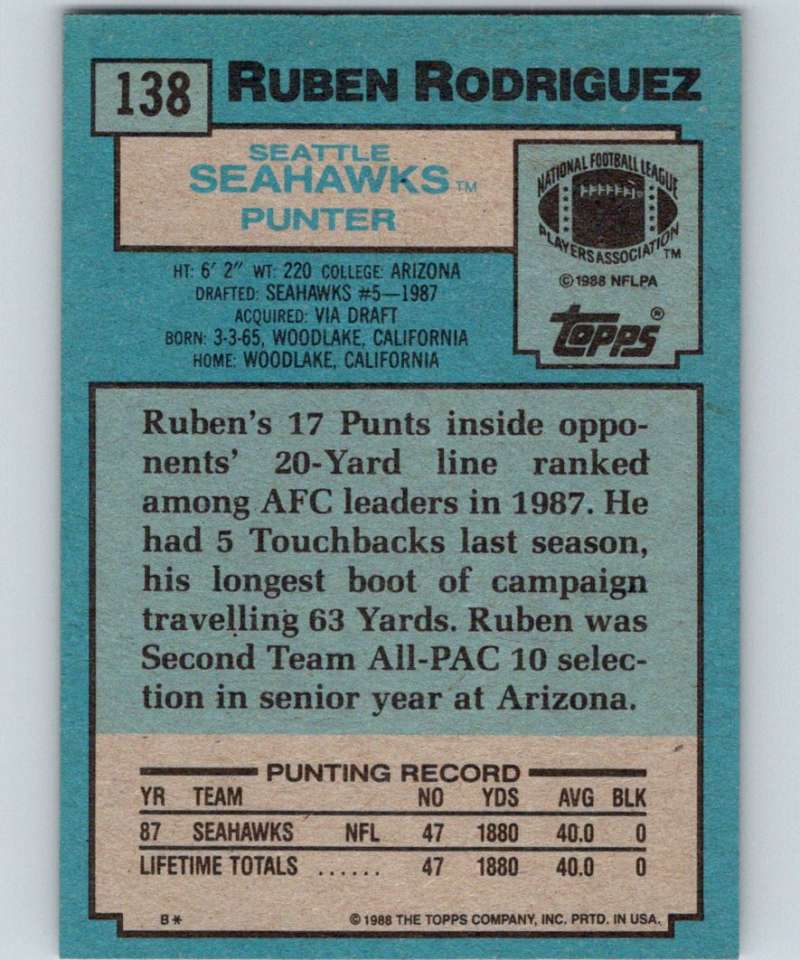 138 RUBEN RODRIGUEZ
SEATTLE
SEAHAWKS™
PUNTER
NATIONAL FOOTBALL LEAGUE
PLAYERS ASSOCIATION™
©1988 NFLPA
Topps®
HT: 6' 2" WT: 220 COLLEGE: ARIZONA
DRAFTED: SEAHAWKS #5—1987
ACQUIRED: VIA DRAFT
BORN: 3-3-65, WOODLAKE, CALIFORNIA
HOME: WOODLAKE, CALIFORNIA
Ruben's 17 Punts inside oppo-
nents' 20-Yard line ranked
among AFC leaders in 1987. He
had 5 Touchbacks last season,
his longest boot of campaign
travelling 63 Yards. Ruben was
Second Team All-PAC 10 selec-
tion in senior year at Arizona.
PUNTING RECORD
YR TEAM NO YDS AVG BLK
87 SEAHAWKS NFL 47 1880 40.0 0
LIFETIME TOTALS ...... 47 1880 40.0 0
B* © 1988 THE TOPPS COMPANY, INC. PRTD. IN USA.